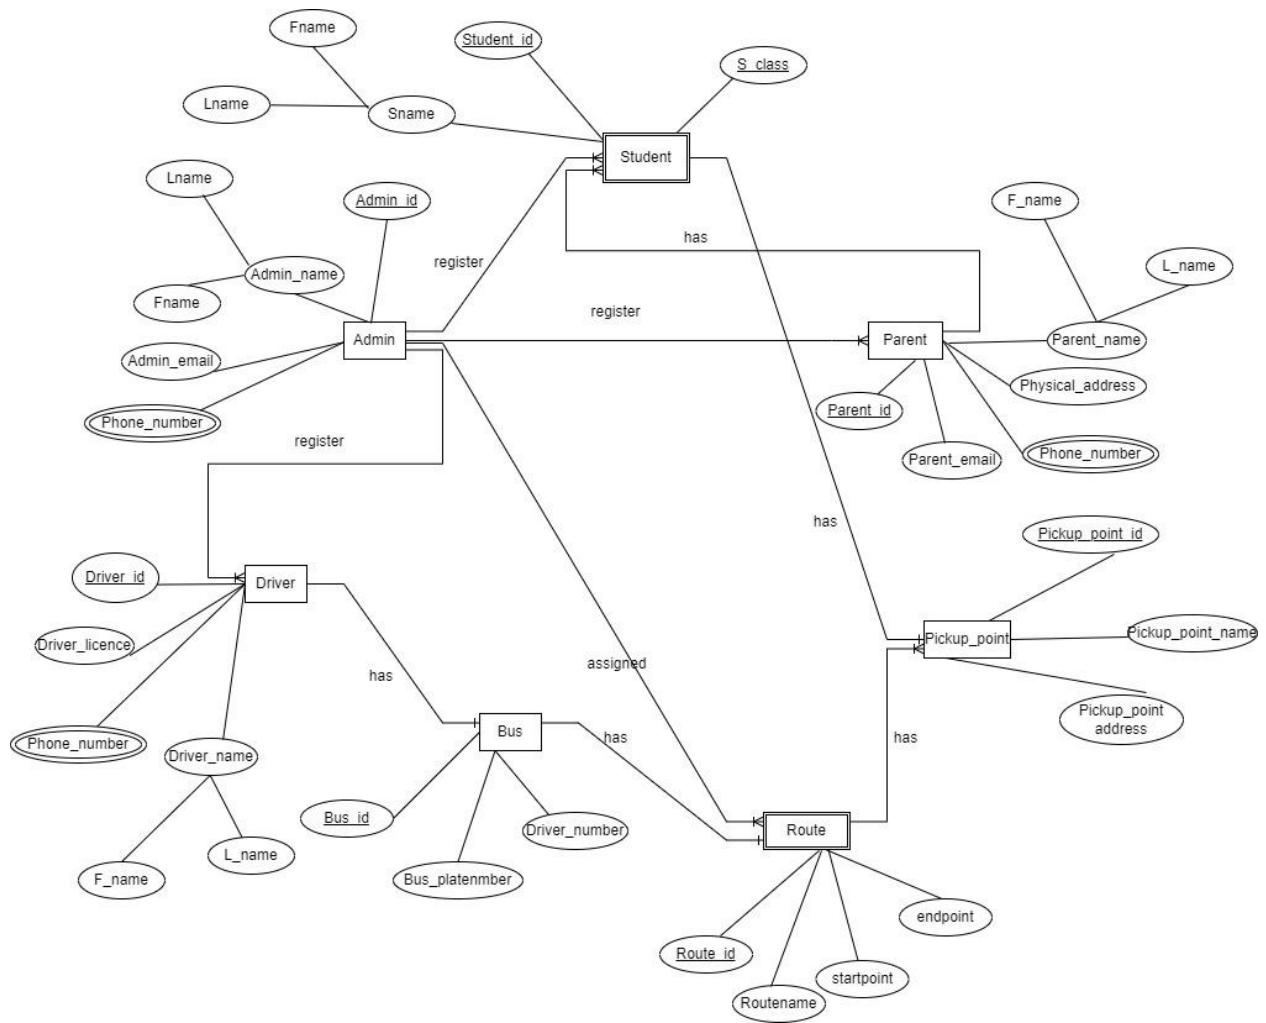 Fname
Student_id
S_class
Lname
Sname
Student
Lname
Admin_id
F_name
has
register
L_name
Admin_name
Fname
register
Admin
Parent
Parent_name
Admin_email
Physical_address
Parent_id
Phone_number
register
Parent_email
Phone_number
has
Pickup_point_id
Driver_id
Driver
Driver_licence
Pickup_point
Pickup_point_name
assigned
has
Pickup_point
address
Phone_number
Driver_name
Bus
has
has
Bus_id
Driver_number
Route
L_name
F_name
Bus_platenmber
endpoint
Route_id
startpoint
Routename